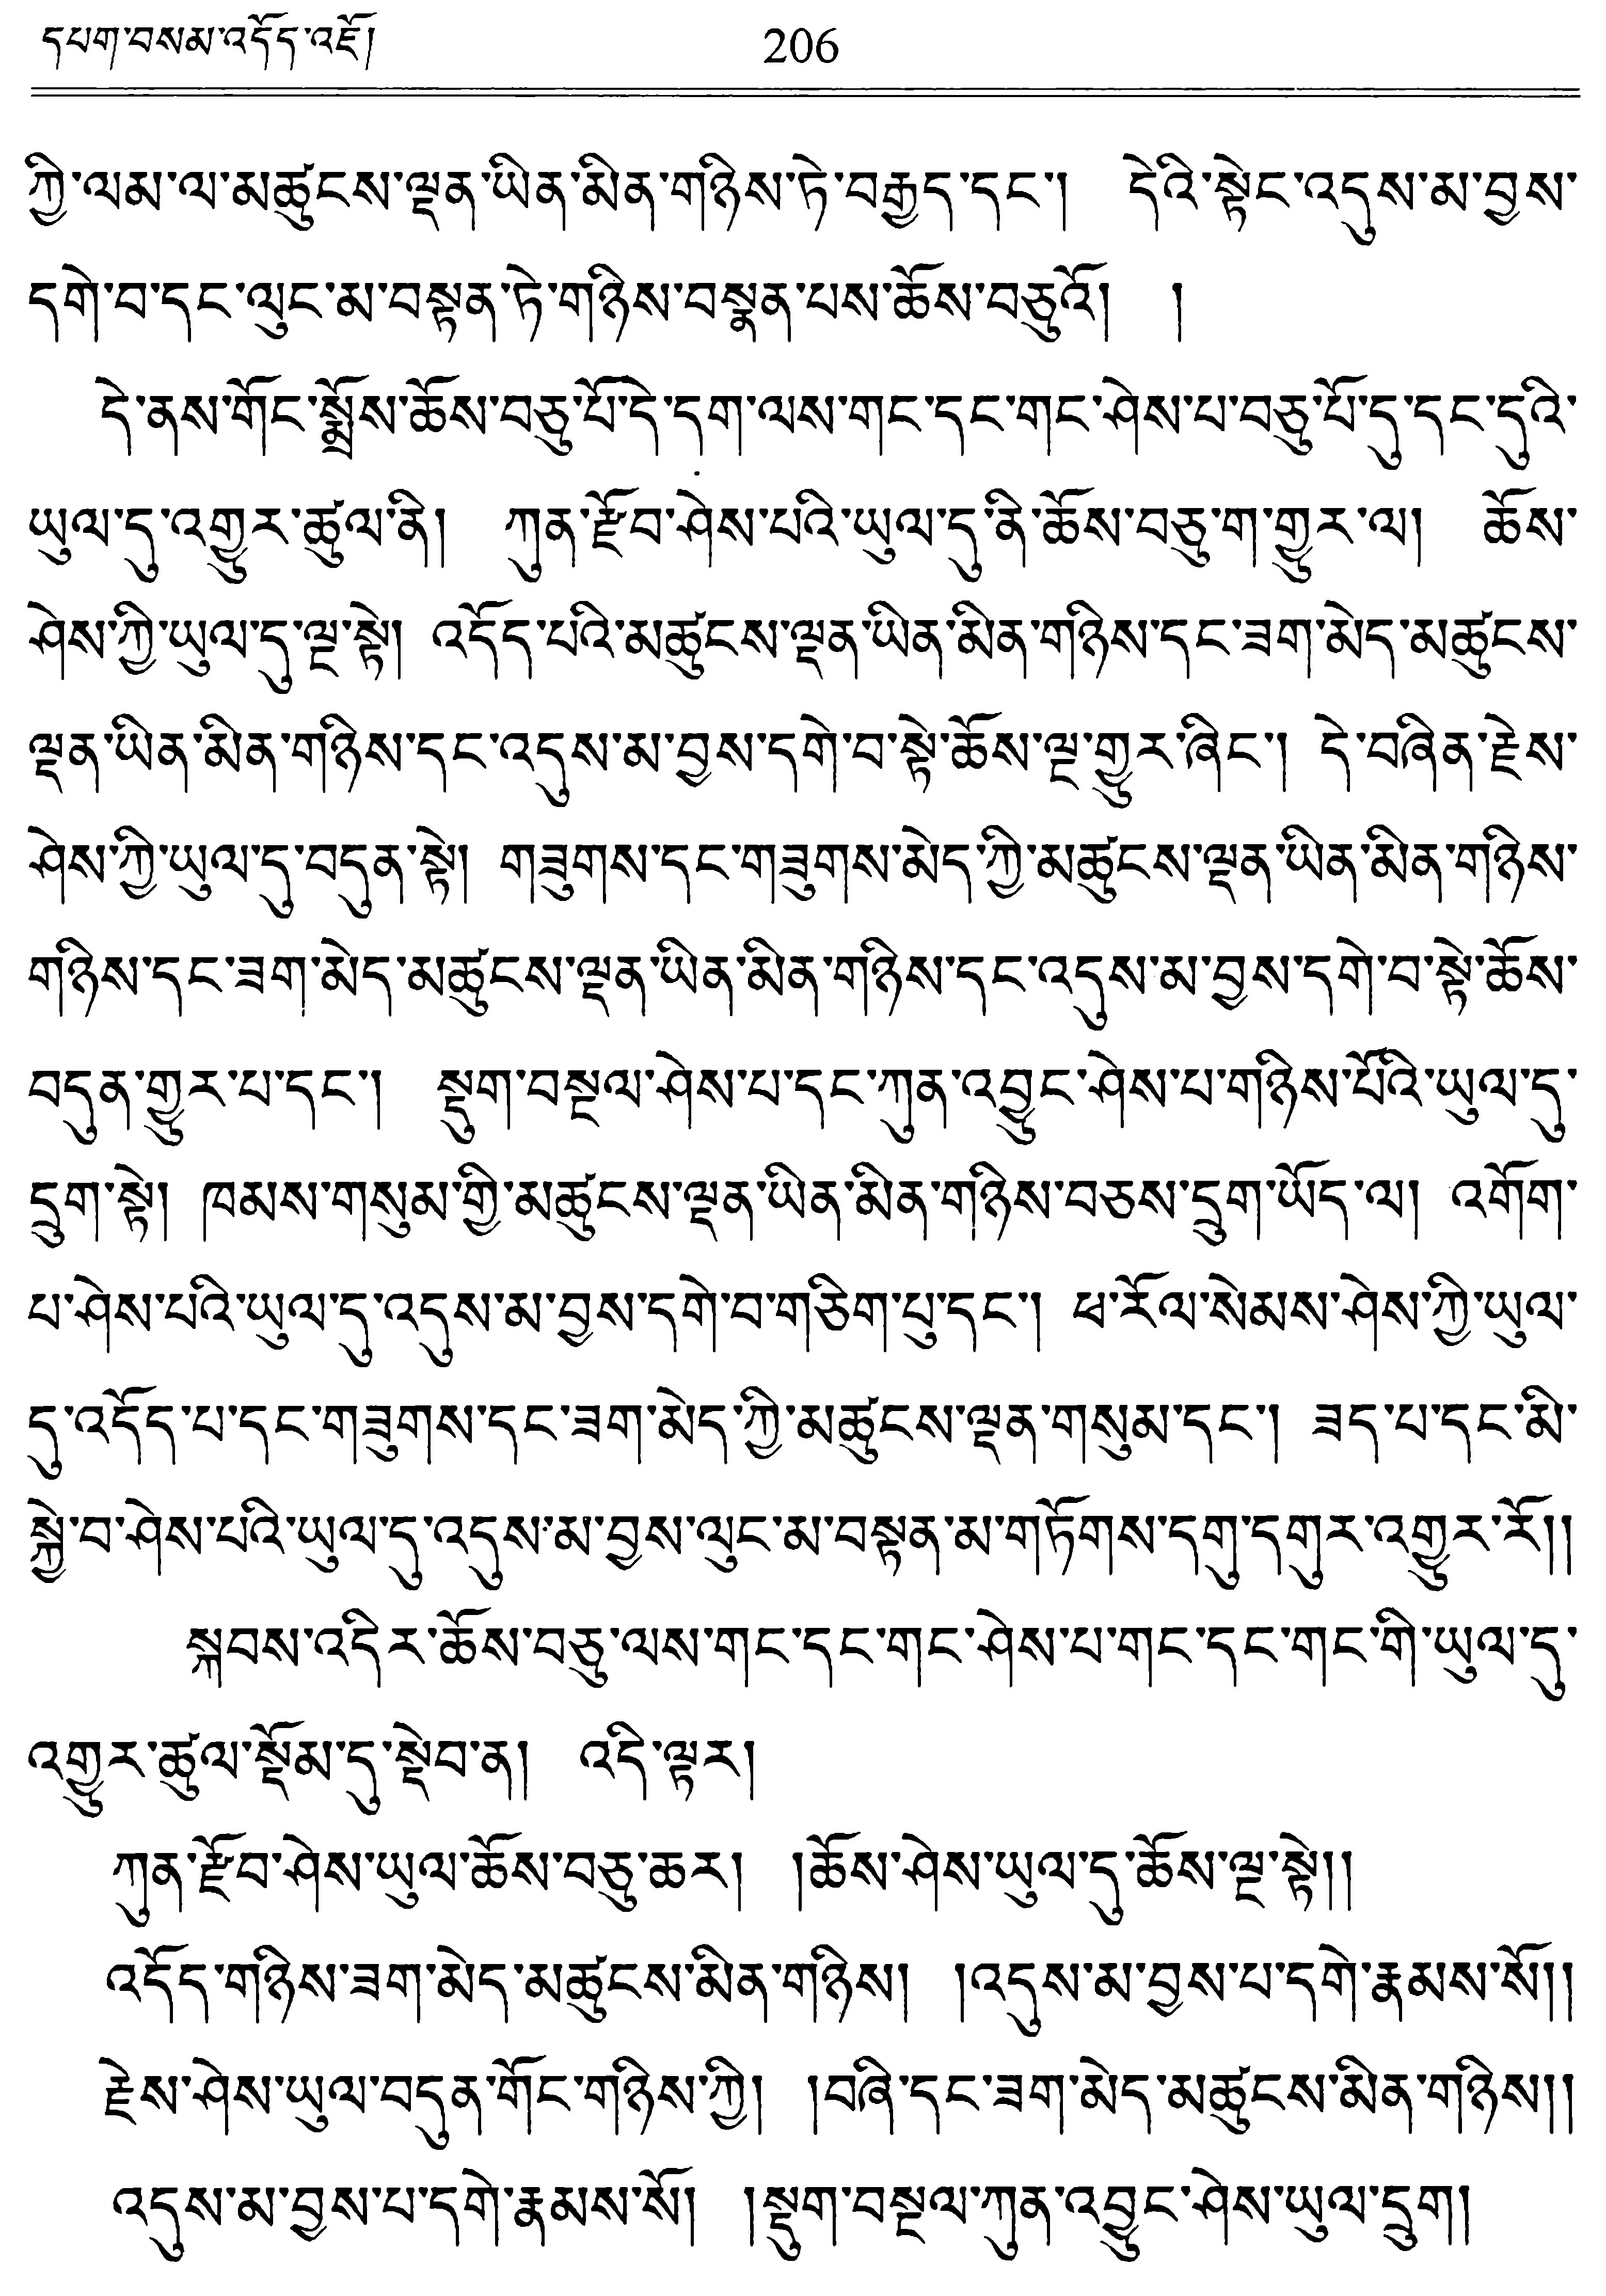 དཔག་བསམ་འདོད་འཇོ། 206
ཀྱི་ལམ་ལ་མཚུངས་ལྡན་ཡིན་མིན་གཉིས་ཏེ་བརྒྱད་དང༌། དེའི་སྟེང་འདུས་མ་བྱས་
དགེ་བ་དང་ལུང་མ་བསྟན་ཏེ་གཉིས་བསྣན་པས་ཆོས་བཅུའོ། །
དེ་ནས་གོང་སྨྲོས་ཆོས་བཅུ་པོ་དེ་དག་ལས་གང་དང་གང་ཤེས་པ་བཅུ་པོ་དུ་དང་དུའི་
ཡུལ་དུ་འགྱུར་ཚུལ་ནི། ཀུན་རྫོབ་ཤེས་པའི་ཡུལ་དུ་ནི་ཆོས་བཅུ་ག་གྱུར་ལ། ཆོས་
ཤེས་ཀྱི་ཡུལ་དུ་ལྔ་སྟེ། འདོད་པའི་མཚུངས་ལྡན་ཡིན་མིན་གཉིས་དང་ཟག་མེད་མཚུངས་
ལྡན་ཡིན་མིན་གཉིས་དང་འདུས་མ་བྱས་དགེ་བ་སྟེ་ཆོས་ལྔ་གྱུར་ཞིང༌། དེ་བཞིན་རྗེས་
ཤེས་ཀྱི་ཡུལ་དུ་བདུན་སྟེ། གཟུགས་དང་གཟུགས་མེད་ཀྱི་མཚུངས་ལྡན་ཡིན་མིན་གཉིས་
གཉིས་དང་ཟག་མེད་མཚུངས་ལྡན་ཡིན་མིན་གཉིས་དང་འདུས་མ་བྱས་དགེ་བ་སྟེ་ཆོས་
བདུན་གྱུར་པ་དང༌། སྡུག་བསྔལ་ཤེས་པ་དང་ཀུན་འབྱུང་ཤེས་པ་གཉིས་པོའི་ཡུལ་དུ་
དྲུག་སྟེ། ཁམས་གསུམ་གྱི་མཚུངས་ལྡན་ཡིན་མིན་གཉིས་བཅས་དྲུག་ཡོད་ལ། འགོག་
པ་ཤེས་པའི་ཡུལ་དུ་འདུས་མ་བྱས་དགེ་བ་གཅིག་པུ་དང༌། ཕ་རོལ་སེམས་ཤེས་ཀྱི་ཡུལ་
དུ་འདོད་པ་དང་གཟུགས་དང་ཟག་མེད་ཀྱི་མཚུངས་ལྡན་གསུམ་དང༌། ཟད་པ་དང་མི་
སྐྱེ་བ་ཤེས་པའི་ཡུལ་དུ་འདུས་མ་བྱས་ལུང་མ་བསྟན་མ་གཏོགས་དགུ་དགུར་འགྱུར་རོ།།
སྐབས་འདིར་ཆོས་བཅུ་ལས་གང་དང་གང་ཤེས་པ་གང་དང་གང་གི་ཡུལ་དུ་
འགྱུར་ཚུལ་སྡོམ་དུ་སྡེབ་ན། འདི་ལྟར།
ཀུན་རྫོབ་ཤེས་ཡུལ་ཆོས་བཅུ་ཆར། །ཆོས་ཤེས་ཡུལ་དུ་ཆོས་ལྔ་སྟེ།།
འདོད་གཉིས་ཟག་མེད་མཚུངས་མིན་གཉིས། །འདུས་མ་བྱས་པ་དགེ་རྣམས་སོ།།
རྗེས་ཤེས་ཡུལ་བདུན་གོང་གཉིས་ཀྱི། །བཞི་དང་ཟག་མེད་མཚུངས་མིན་གཉིས།།
འདུས་མ་བྱས་པ་དགེ་རྣམས་སོ། །སྡུག་བསྔལ་ཀུན་འབྱུང་ཤེས་ཡུལ་དྲུག།